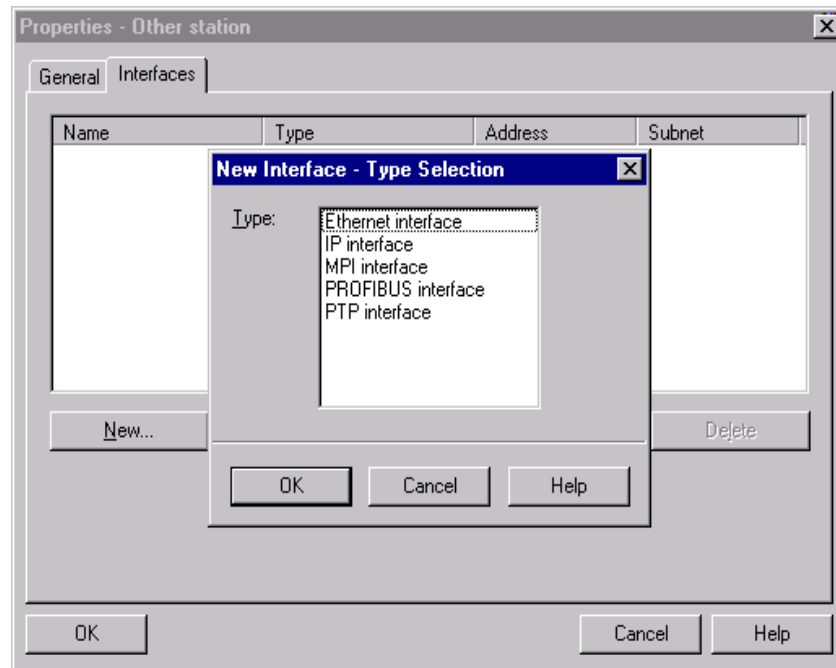 Properties - Other station
General Interfaces
Name Type Address Subnet
New Interface - Type Selection
Type:
Ethernet interface
IP interface
MPI interface
PROFIBUS interface
PTP interface
New... Delete
OK Cancel Help
OK Cancel Help